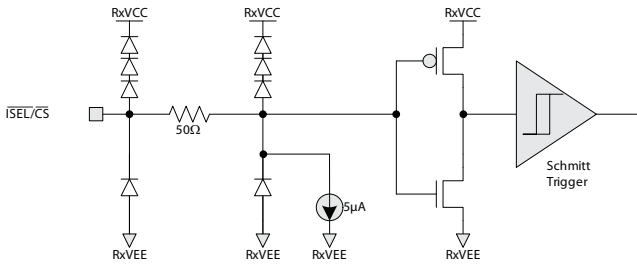 RxVCC
RxVCC
RxVCC
ISEL/CS
50Ω
Schmitt
Trigger
5µA
RxVEE
RxVEE
RxVEE
RxVEE